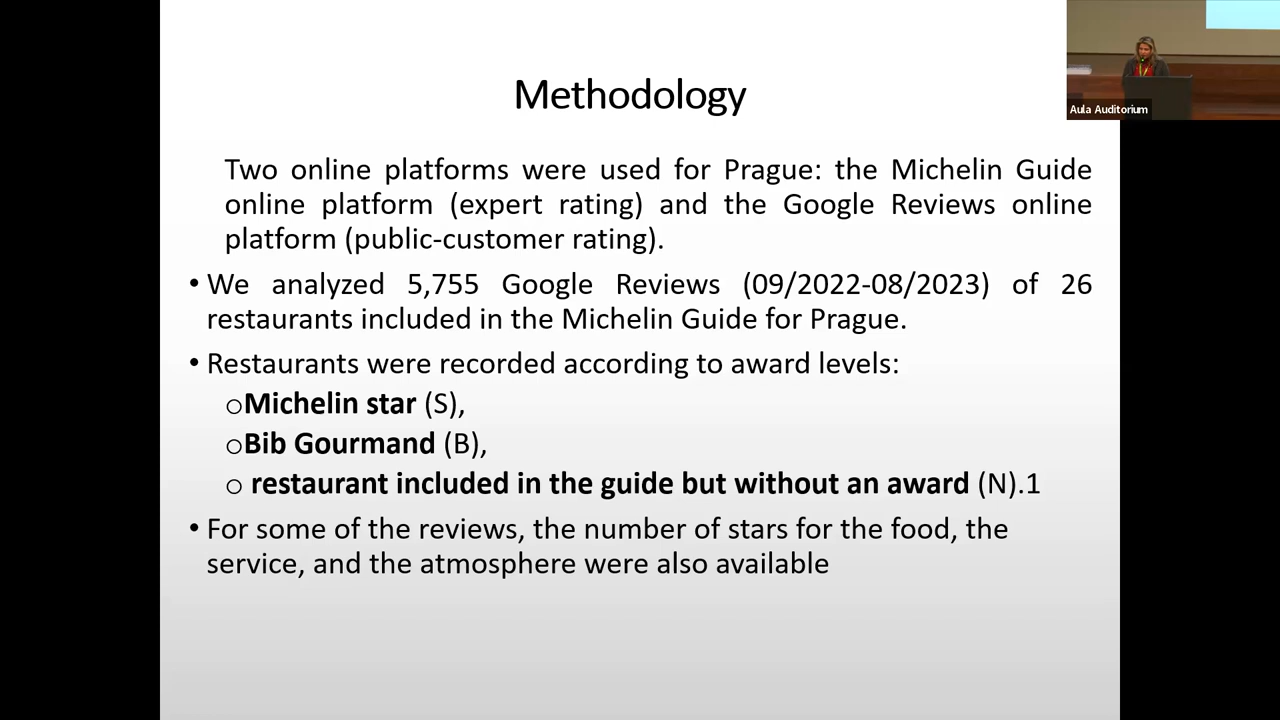 Methodology
Two online platforms were used for Prague: the Michelin Guide
online platform (expert rating) and the Google Reviews online
platform (public-customer rating).
• We analyzed 5,755 Google Reviews (09/2022-08/2023) of 26
restaurants included in the Michelin Guide for Prague.
• Restaurants were recorded according to award levels:
oMichelin star (S),
oBib Gourmand (B),
o restaurant included in the guide but without an award (N).1
• For some of the reviews, the number of stars for the food, the
service, and the atmosphere were also available
Aula Auditorium